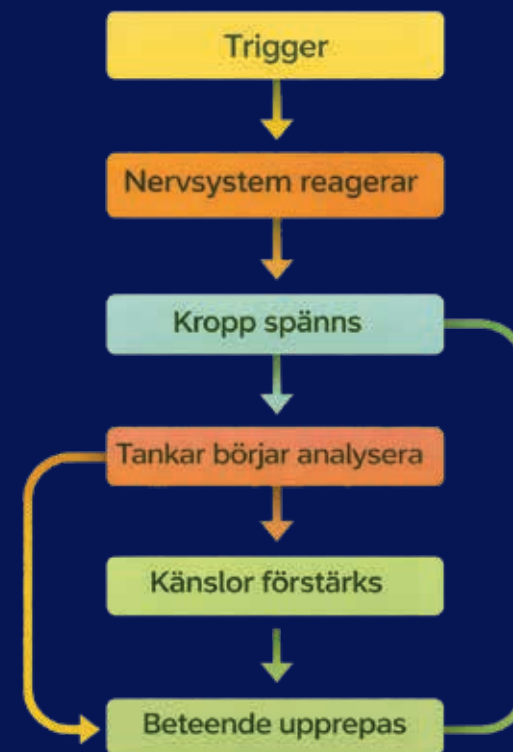 Trigger
Nervsystem reagerar
Kropp spänns
Tankar börjar analysera
Känslor förstärks
Beteende upprepas